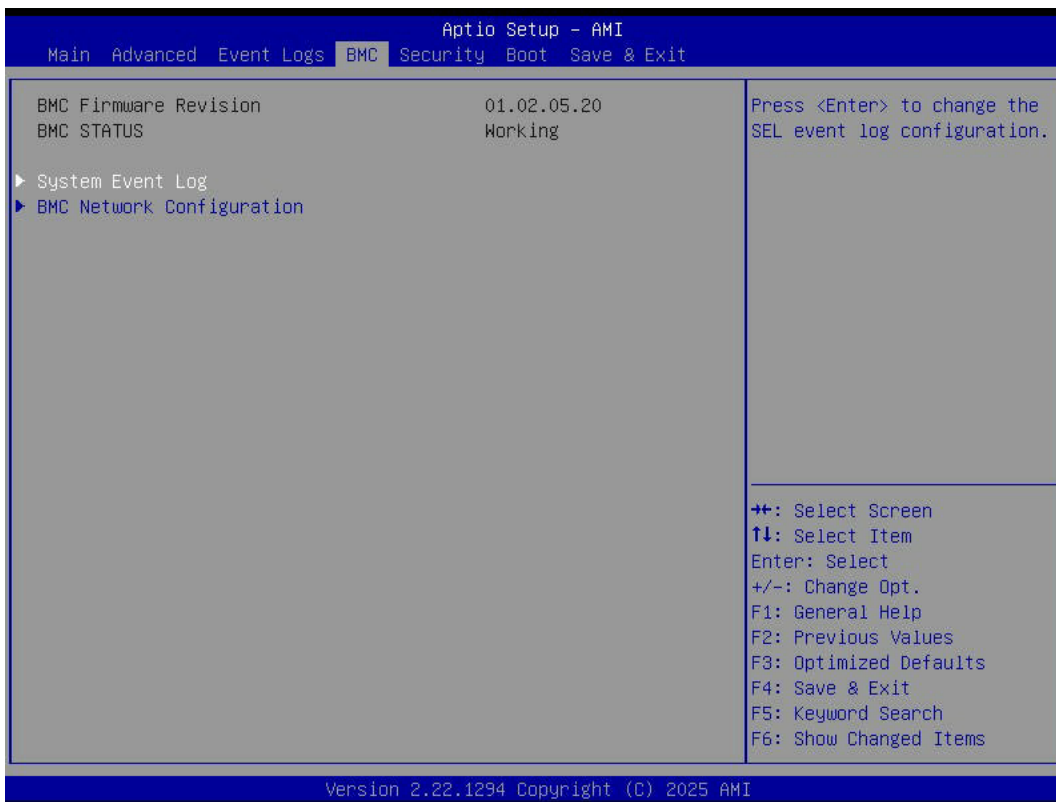 Aptio Setup – AMI
Main Advanced Event Logs BMC Security Boot Save & Exit
BMC Firmware Revision 01.02.05.20
BMC STATUS Working
System Event Log
BMC Network Configuration
Press <Enter> to change the
SEL event log configuration.
→←: Select Screen
↑↓: Select Item
Enter: Select
+/-: Change Opt.
F1: General Help
F2: Previous Values
F3: Optimized Defaults
F4: Save & Exit
F5: Keyword Search
F6: Show Changed Items
Version 2.22.1294 Copyright (C) 2025 AMI